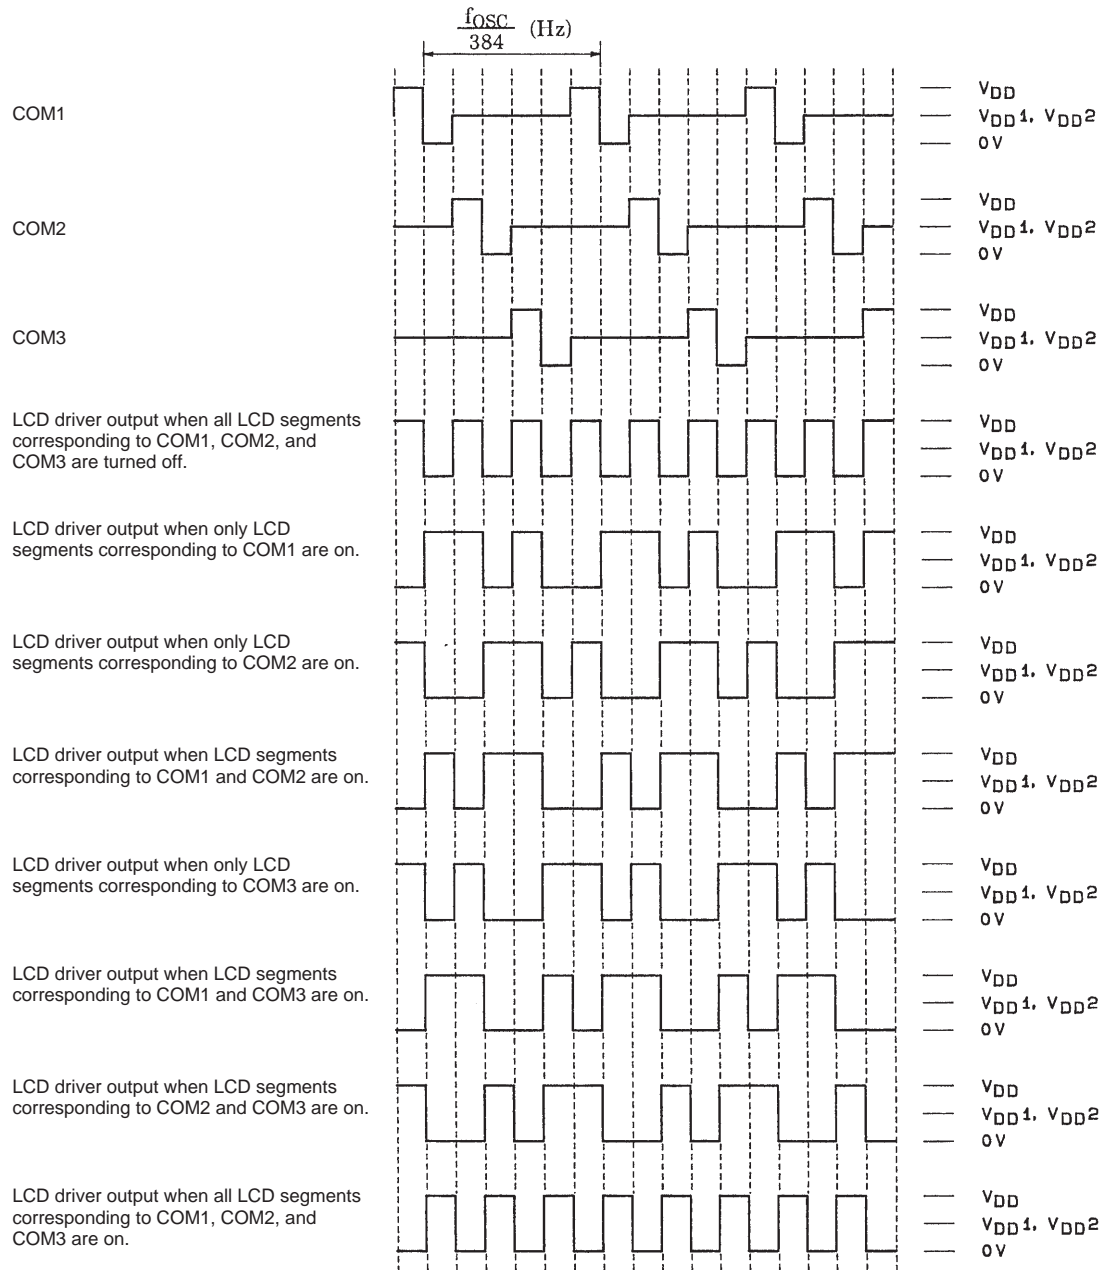 fOSC
384
(Hz)
COM1
VDD
VDD1, VDD2
0V
COM2
VDD
VDD1, VDD2
0V
COM3
VDD
VDD1, VDD2
0V
LCD driver output when all LCD segments
corresponding to COM1, COM2, and
COM3 are turned off.
VDD
VDD1, VDD2
0V
LCD driver output when only LCD
segments corresponding to COM1 are on.
VDD
VDD1, VDD2
0V
LCD driver output when only LCD
segments corresponding to COM2 are on.
VDD
VDD1, VDD2
0V
LCD driver output when LCD segments
corresponding to COM1 and COM2 are on.
VDD
VDD1, VDD2
0V
LCD driver output when only LCD
segments corresponding to COM3 are on.
VDD
VDD1, VDD2
0V
LCD driver output when LCD segments
corresponding to COM1 and COM3 are on.
VDD
VDD1, VDD2
0V
LCD driver output when LCD segments
corresponding to COM2 and COM3 are on.
VDD
VDD1, VDD2
0V
LCD driver output when all LCD segments
corresponding to COM1, COM2, and
COM3 are on.
VDD
VDD1, VDD2
0V